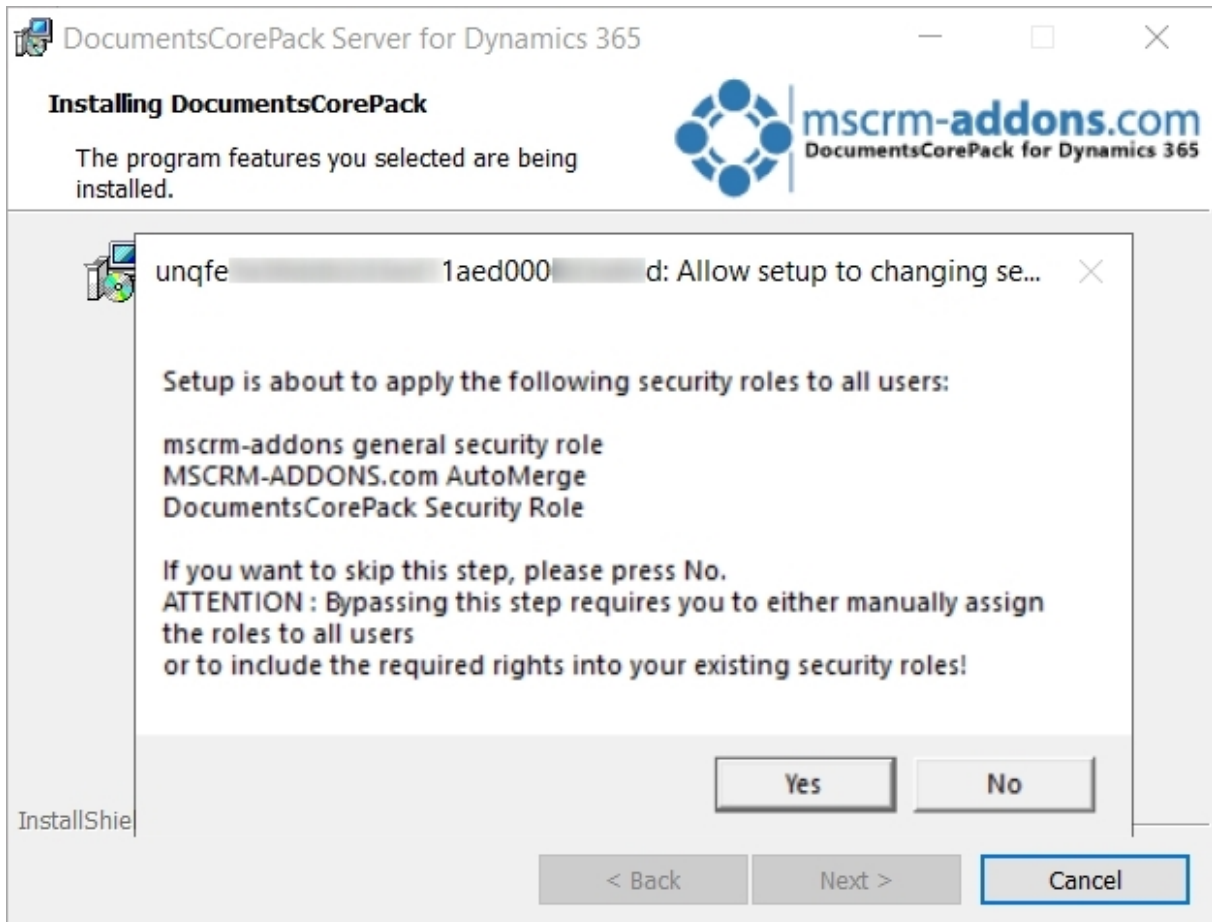 DocumentsCorePack Server for Dynamics 365
Installing DocumentsCorePack
The program features you selected are being
installed.
mscrm-addons.com
DocumentsCorePack for Dynamics 365
unqfe 1aed000 d: Allow setup to changing se...
Setup is about to apply the following security roles to all users:
mscrm-addons general security role
MSCRM-ADDONS.com AutoMerge
DocumentsCorePack Security Role
If you want to skip this step, please press No.
ATTENTION : Bypassing this step requires you to either manually assign
the roles to all users
or to include the required rights into your existing security roles!
Yes No
InstallShiel
< Back Next > Cancel